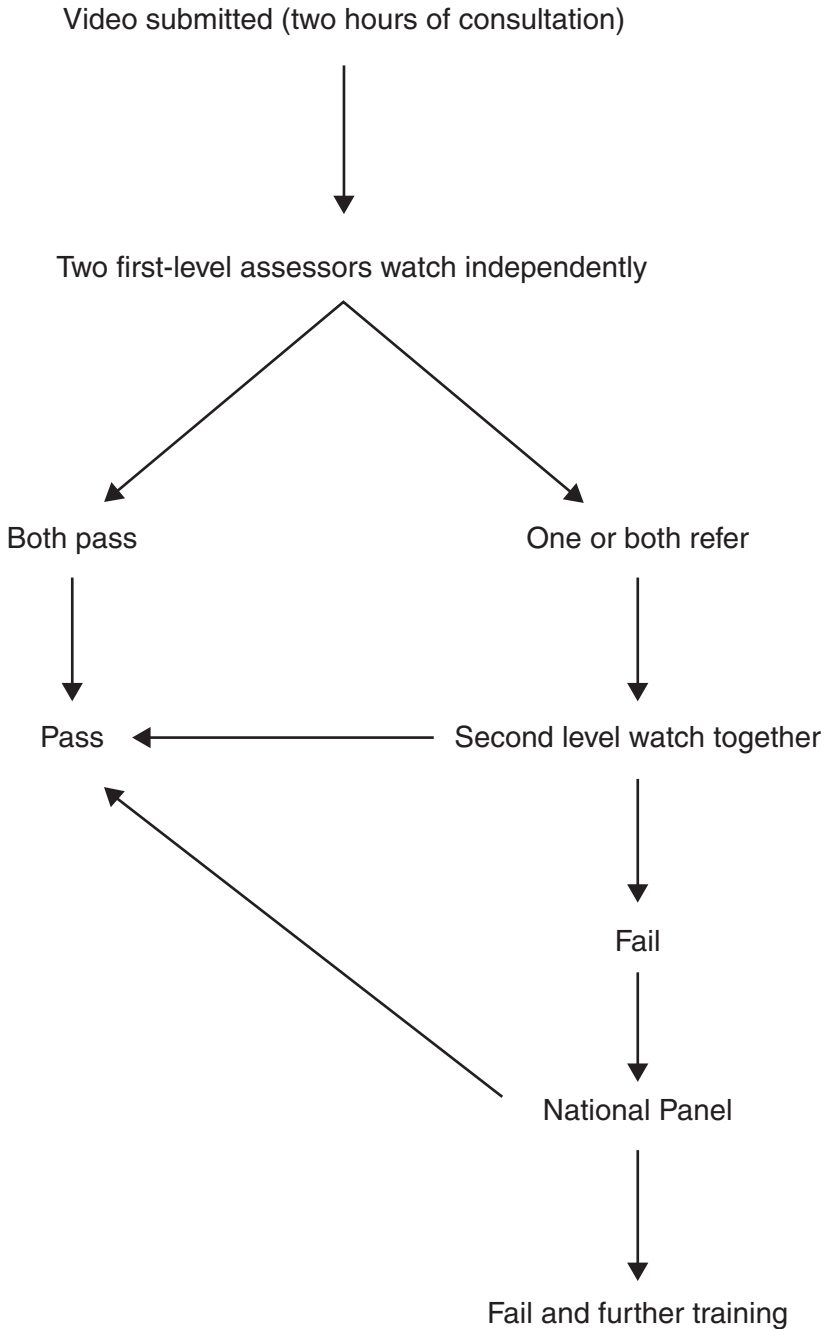 Video submitted (two hours of consultation)
Two first-level assessors watch independently
Both pass
One or both refer
Pass
Second level watch together
Fail
National Panel
Fail and further training